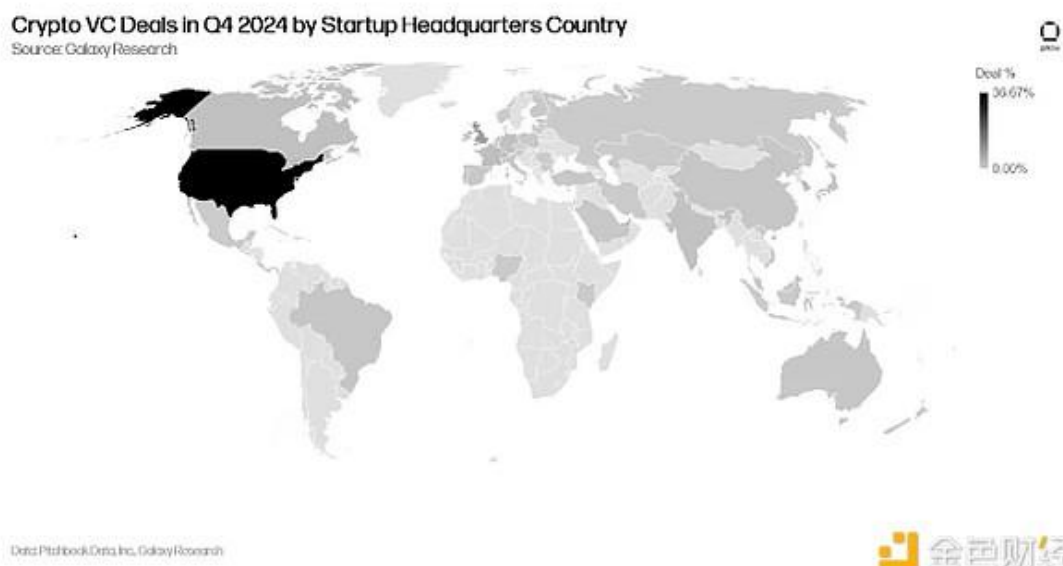 Crypto VC Deals in Q4 2024 by Startup Headquarters Country
Source: Galaxy Research
Deal %
36.67%
0.00%
Data: Pitchbook Data, Inc., Galaxy Research
金色财经